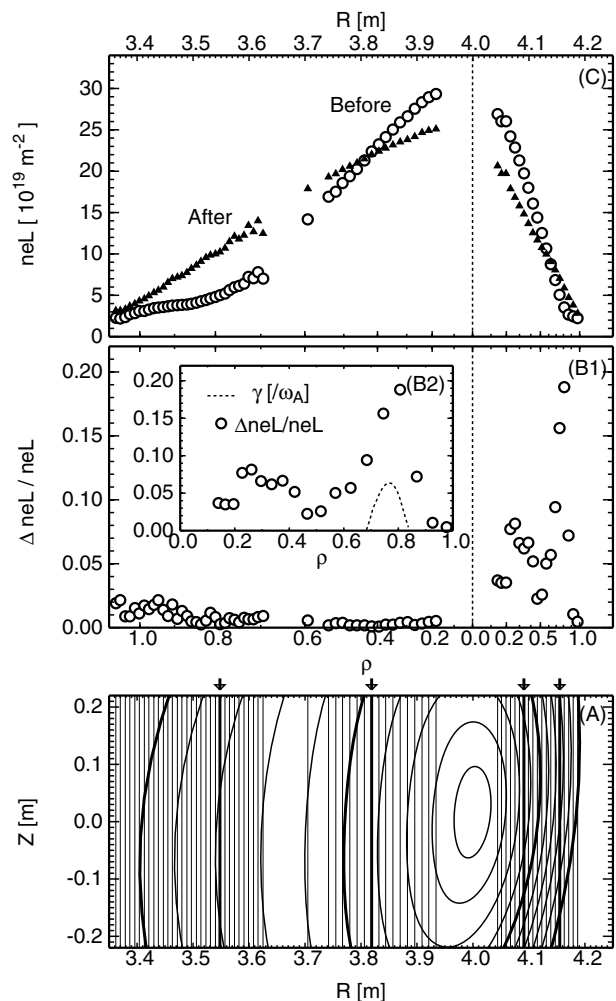 R [m]
3.4 3.5 3.6 3.7 3.8 3.9 4.0 4.1 4.2
(C)
30
25
20
15
10
5
0
neL [ 10^19 m^-2 ]
Before
After
(B1)
0.20
0.15
0.10
0.05
0.00
Δ neL / neL
(B2)
0.20
0.15
0.10
0.05
0.0
γ [/ω_A]
ΔneL/neL
0.0 0.2 0.4 0.6 0.8 1.0
ρ
1.0 0.8 0.6 0.4 0.2 0.0 0.2 0.5 1.0
ρ
(A)
0.2
0.1
0.0
-0.1
-0.2
Z [m]
3.4 3.5 3.6 3.7 3.8 3.9 4.0 4.1 4.2
R [m]